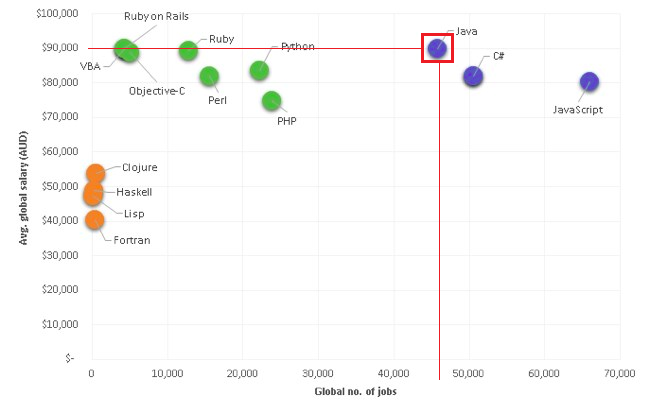 $100,000
Ruby on Rails
Java
$90,000
Ruby
Python
C#
VBA
$80,000
Objective-C
Perl
JavaScript
$70,000
PHP
$60,000
Clojure
$50,000
Haskell
Lisp
$40,000
Fortran
$30,000
$20,000
$10,000
$-
Avg. global salary (AUD)
0 10,000 20,000 30,000 40,000 50,000 60,000 70,000
Global no. of jobs